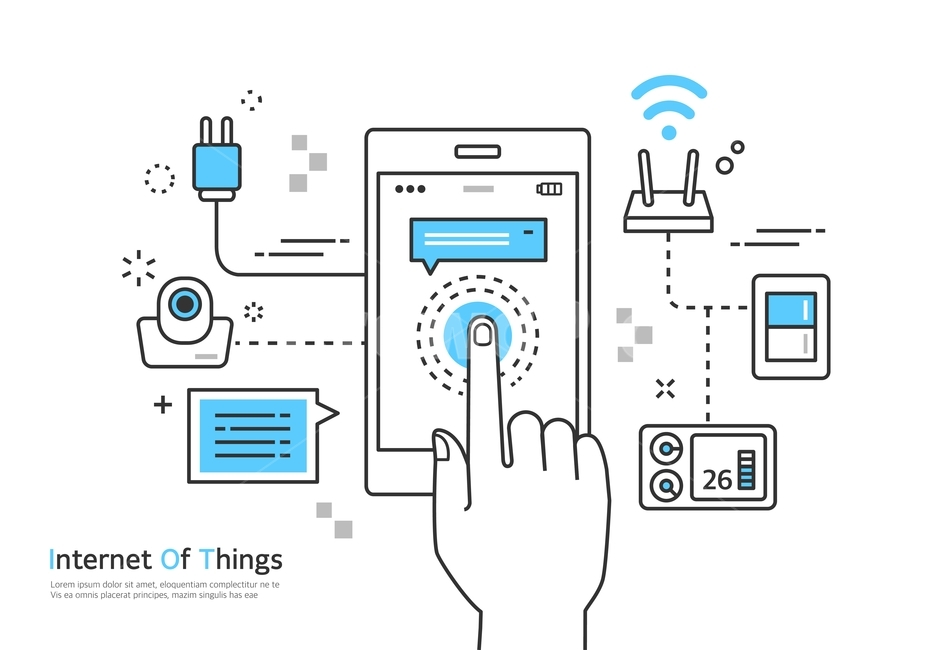 26
Internet Of Things
Lorem ipsum dolor sit amet, eloquentiam complectitur ne te
Vis ea omnis placerat principes, mazim singulis has eae